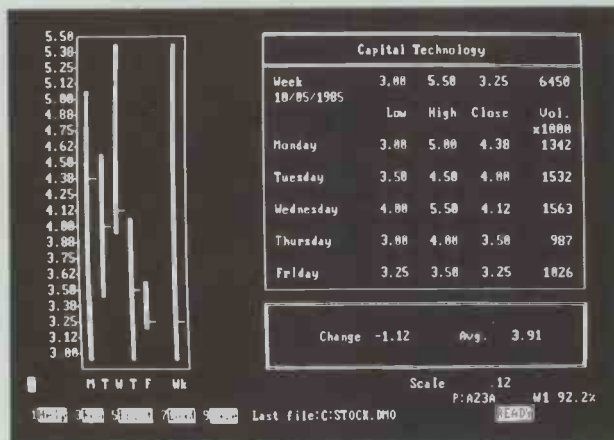 5.50
5.38
5.25
5.12
5.00
4.88
4.75
4.62
4.50
4.38
4.25
4.12
4.00
3.88
3.75
3.62
3.50
3.38
3.25
3.12
3.00
M T W T F Wk
Capital Technology
Week 3.00 5.50 3.25 6450
10/05/1985
Low High Close Vol.
x1000
Monday 3.00 5.00 4.38 1342
Tuesday 3.50 4.50 4.00 1532
Wednesday 4.00 5.50 4.12 1563
Thursday 3.00 4.00 3.50 987
Friday 3.25 3.50 3.25 1026
Change -1.12 Avg. 3.91
Scale .12
P:A23A W1 92.2%
1Help 3 5 7 9 Last file:C:STOCK.DMO READY